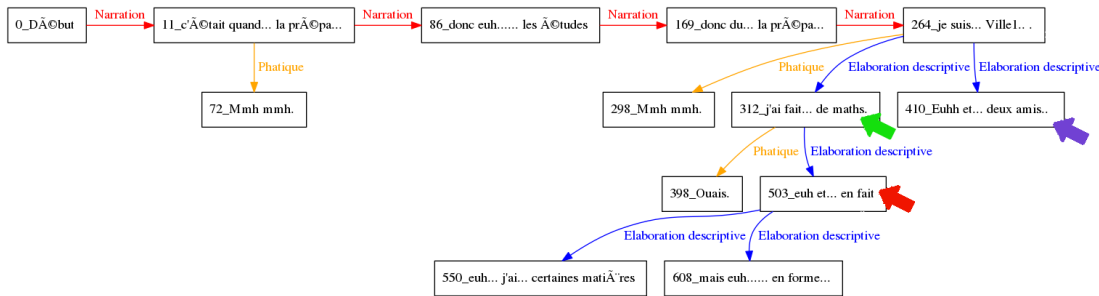 0_DÃ©but
Narration
11_c'Ã©tait quand... la prÃ©pa...
Narration
86_donc euh...... les Ã©tudes
Narration
169_donc du... la prÃ©pa...
Narration
264_je suis... Ville1.. .
Phatique
Phatique
Elaboration descriptive
Elaboration descriptive
72_Mmh mmh.
298_Mmh mmh.
312_j'ai fait... de maths.
410_Euhh et... deux amis..
Phatique
Elaboration descriptive
398_Ouais.
503_euh et... en fait
Elaboration descriptive
Elaboration descriptive
550_euh... j'ai... certaines matiÃ¨res
608_mais euh...... en forme...